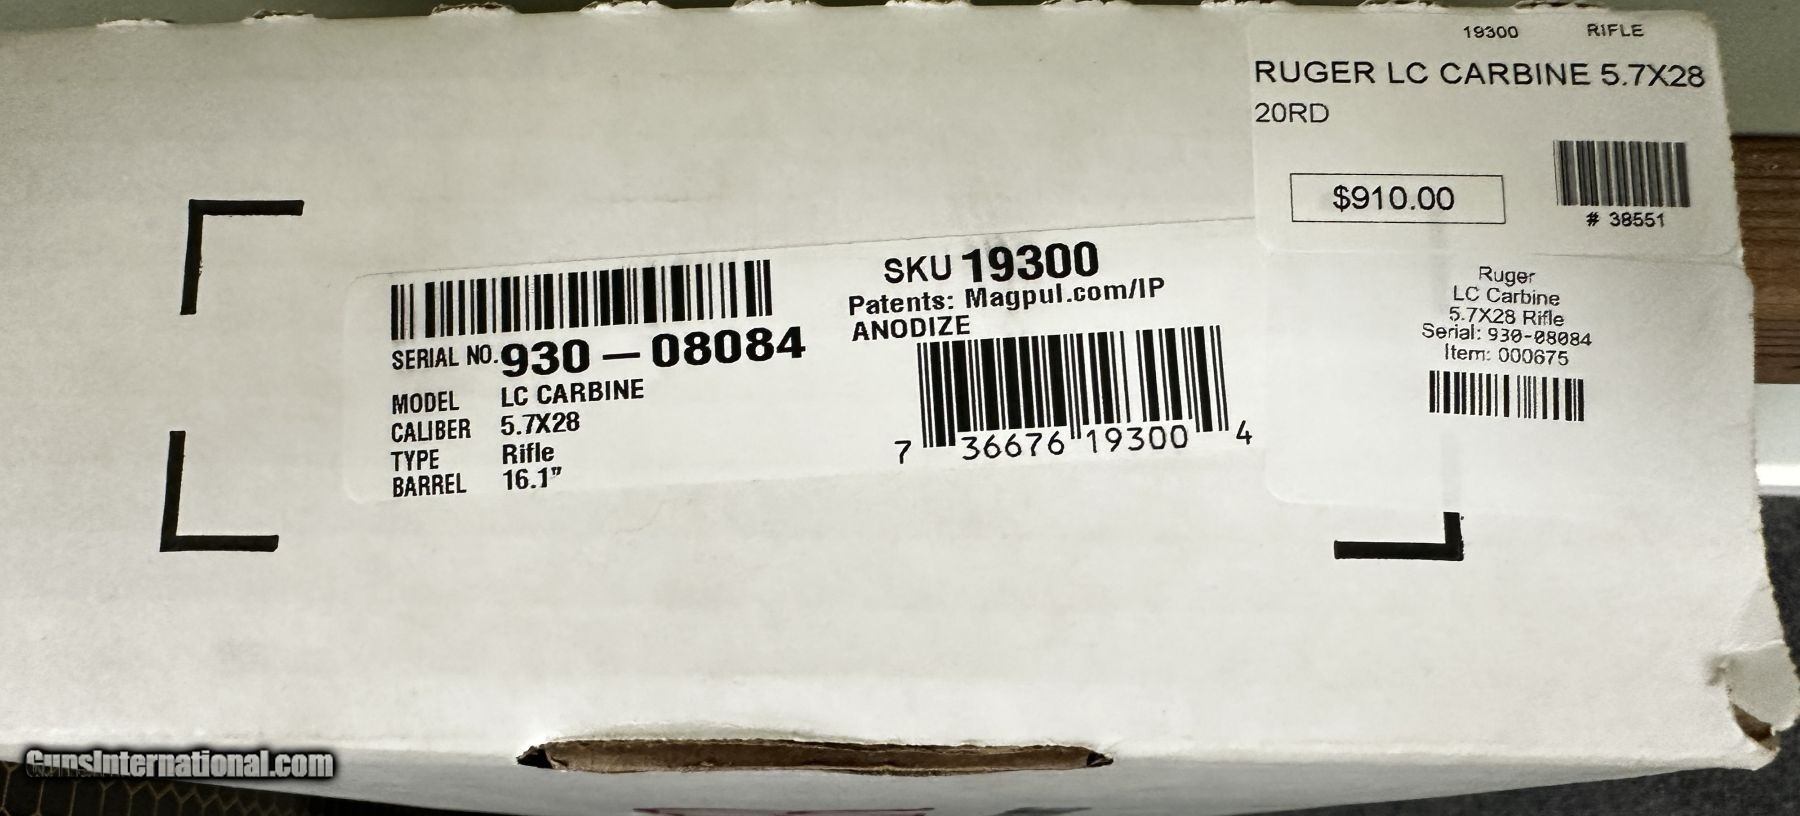 19300 RIFLE
RUGER LC CARBINE 5.7X28
20RD
$910.00
# 38551
SKU 19300
Patents: Magpul.com/IP
ANODIZE
SERIAL NO. 930-08084
MODEL LC CARBINE
CALIBER 5.7X28
TYPE Rifle
BARREL 16.1"
7 36676 19300 4
Ruger
LC Carbine
5.7X28 Rifle
Serial: 930-08084
Item: 000675
GunsInternational.com